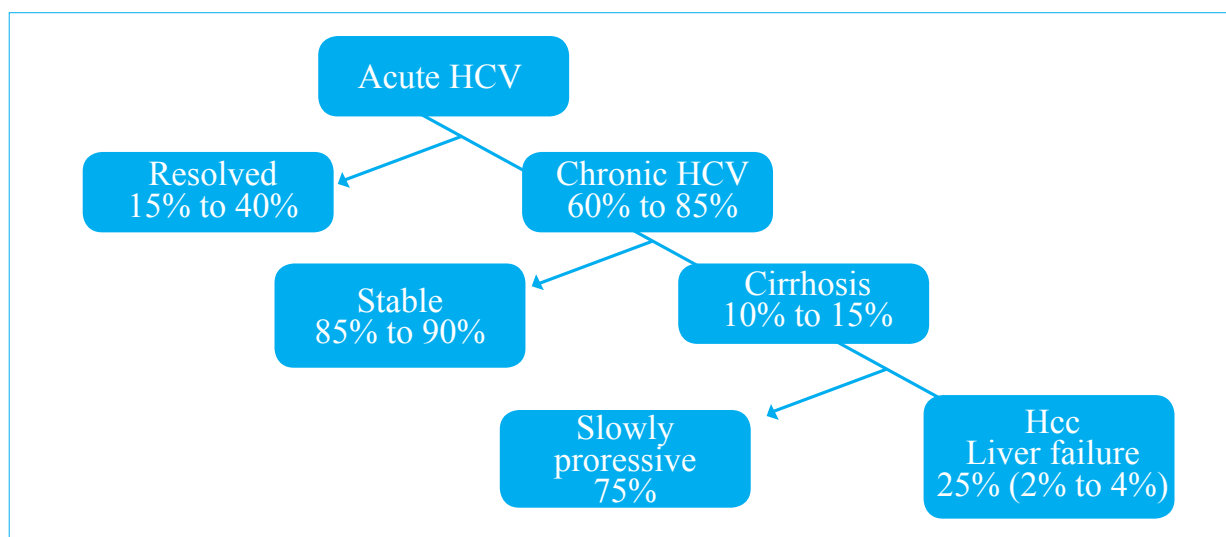 Acute HCV
Resolved
15% to 40%
Chronic HCV
60% to 85%
Stable
85% to 90%
Cirrhosis
10% to 15%
Slowly
proressive
75%
Hcc
Liver failure
25% (2% to 4%)